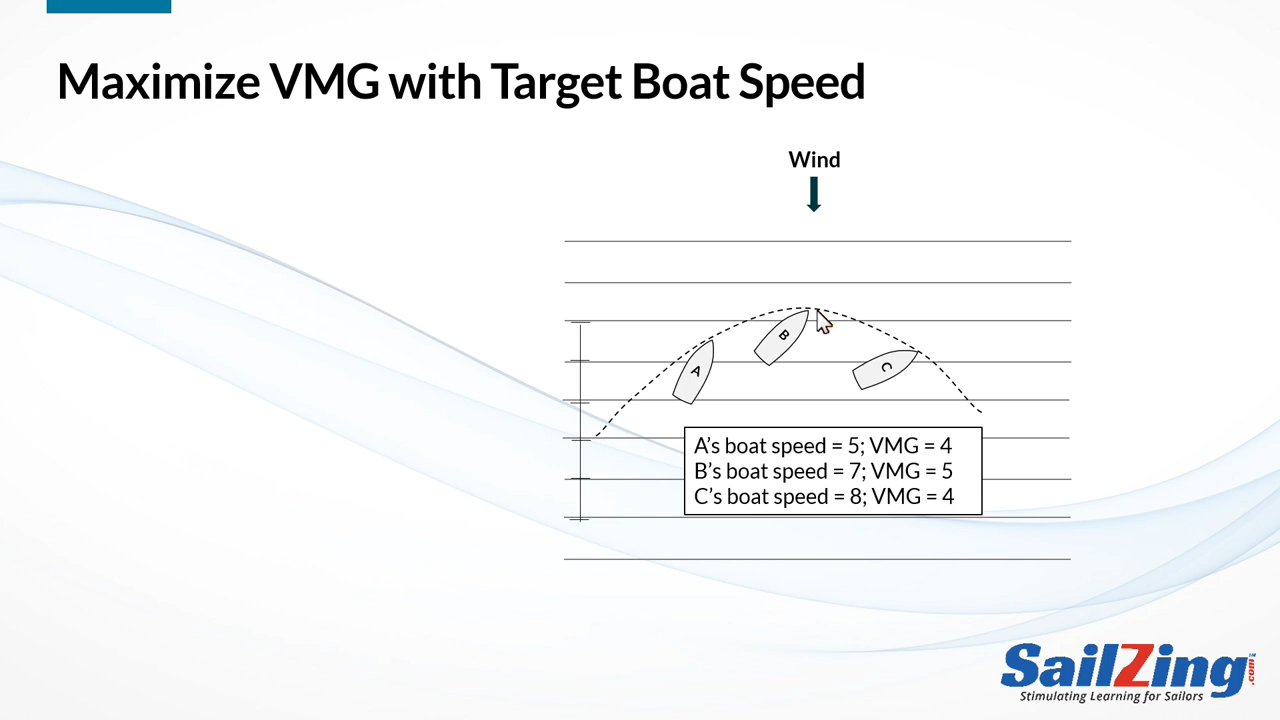 Maximize VMG with Target Boat Speed
Wind
A
B
C
A’s boat speed = 5; VMG = 4
B’s boat speed = 7; VMG = 5
C’s boat speed = 8; VMG = 4
SailZing.com™
Stimulating Learning for Sailors